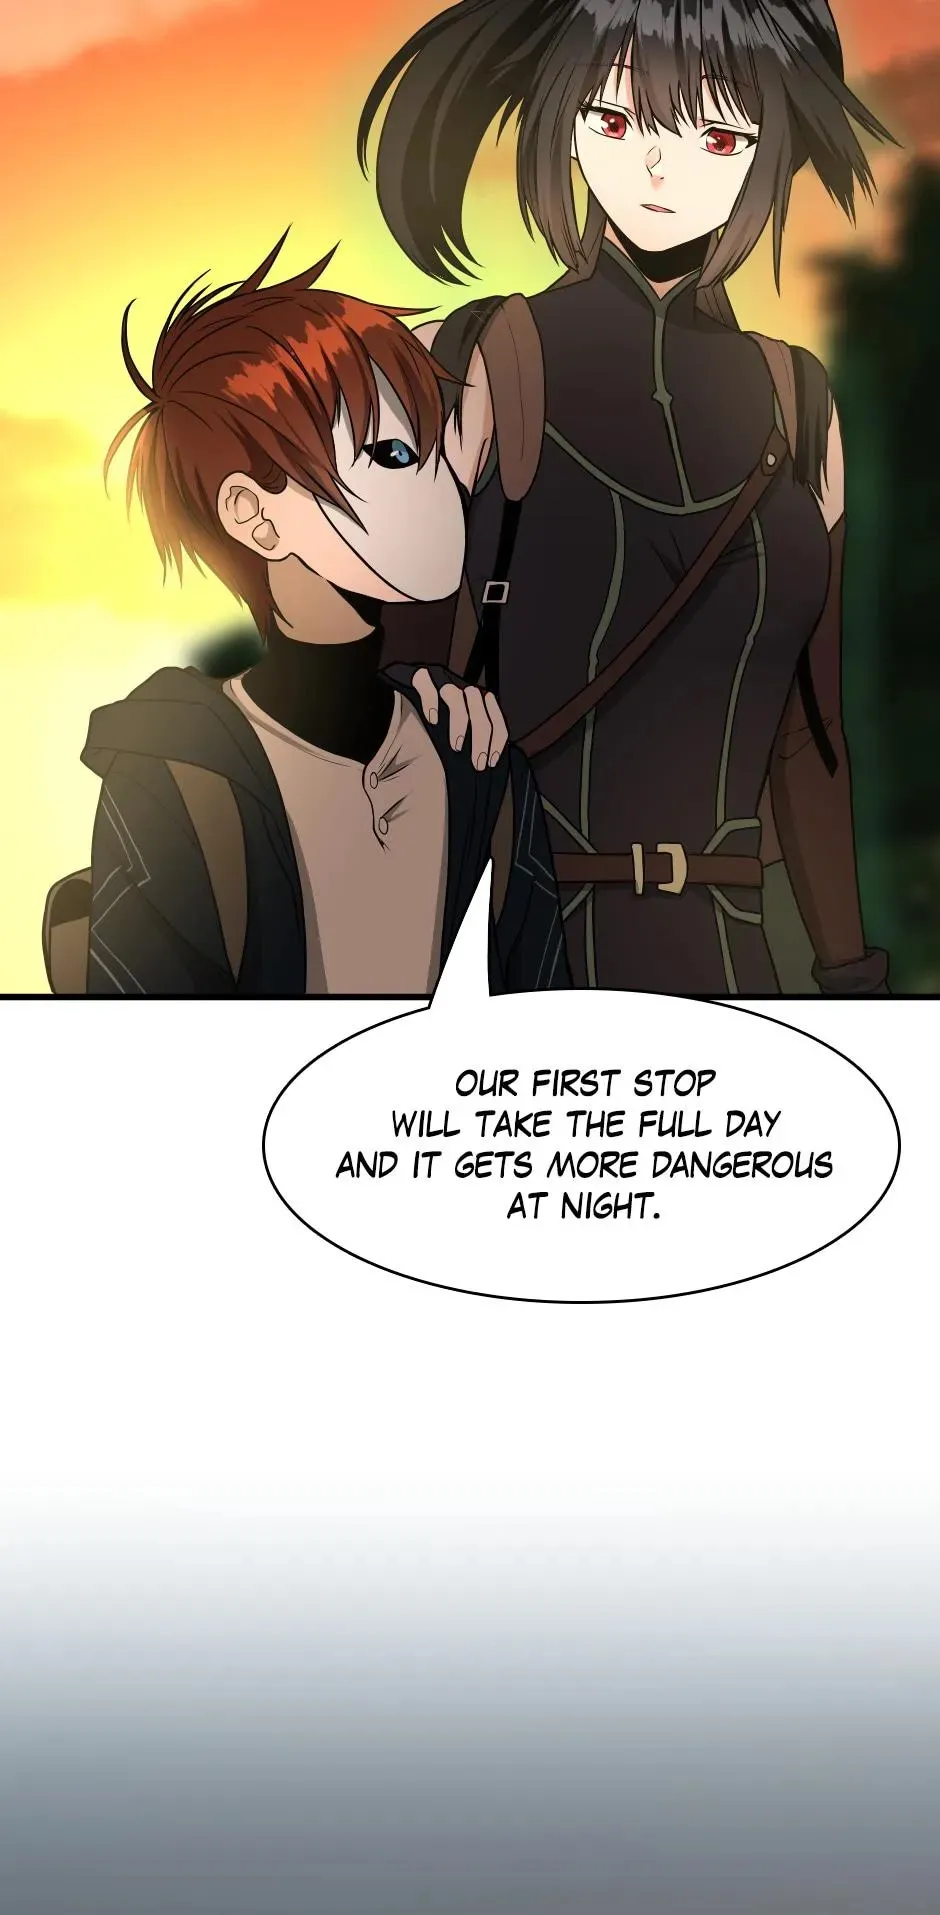 OUR FIRST STOP
WILL TAKE THE FULL DAY
AND IT GETS MORE DANGEROUS
AT NIGHT.